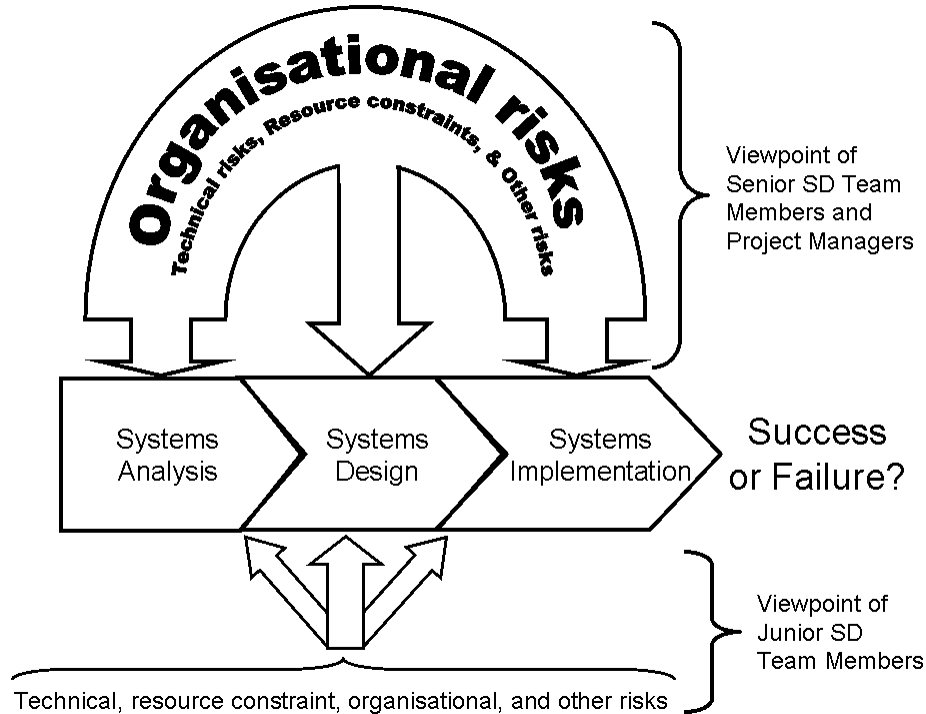 Organisational risks
Technical risks, Resource constraints, & Other risks
Viewpoint of
Senior SD Team
Members and
Project Managers
Systems
Analysis
Systems
Design
Systems
Implementation
Success
or Failure?
Viewpoint of
Junior SD
Team Members
Technical, resource constraint, organisational, and other risks